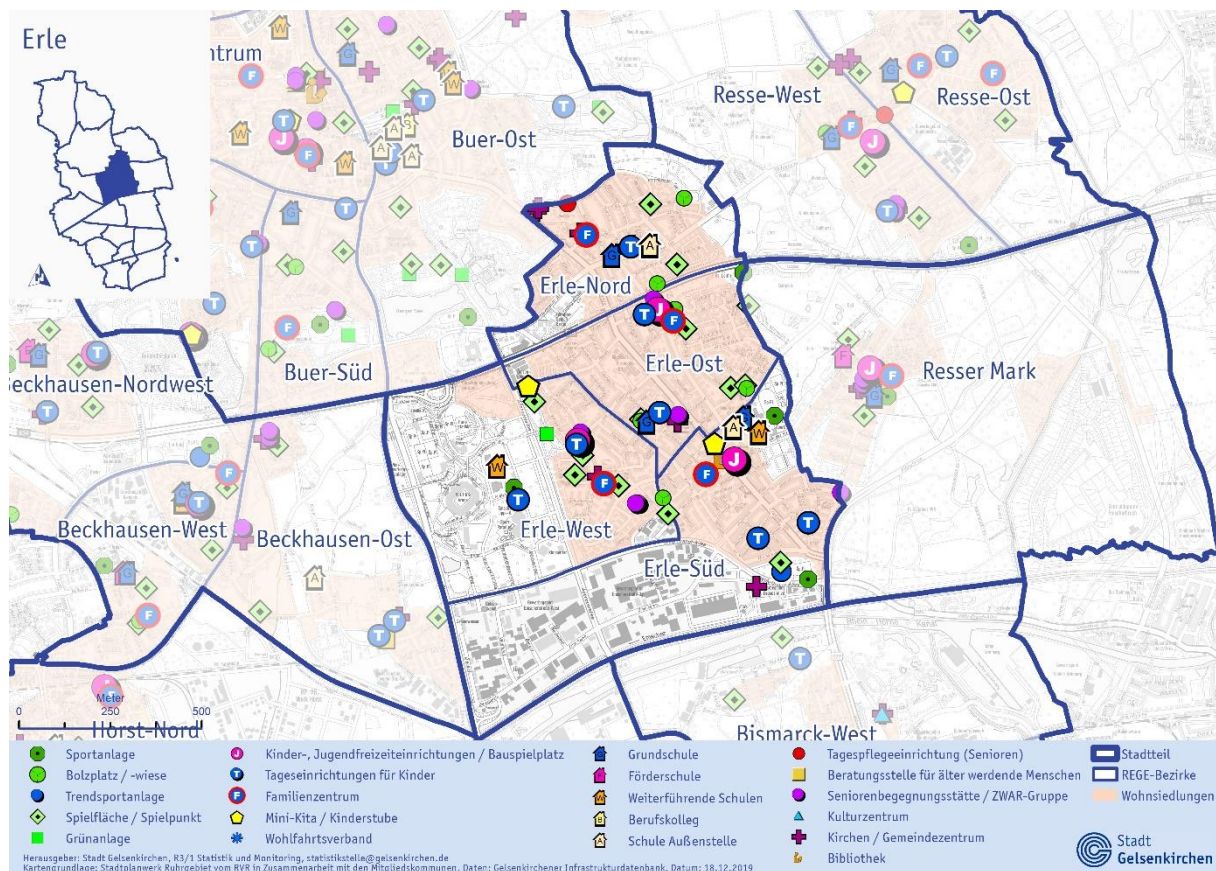 Erle
ntrum
Buer-Ost
Resse-West
Resse-Ost
Erle-Nord
Erle-Ost
Buer-Süd
Resser Mark
Beckhausen-Nordwest
Beckhausen-West
Beckhausen-Ost
Erle-West
Erle-Süd
Bismarck-West
Horst-Nord
Meter
0 250 500
Sportanlage
Bolzplatz / -wiese
Trendsportanlage
Spielfläche / Spielpunkt
Grünanlage
Kinder-, Jugendfreizeiteinrichtungen / Bauspielplatz
Tageseinrichtungen für Kinder
Familienzentrum
Mini-Kita / Kinderstube
Wohlfahrtsverband
Grundschule
Förderschule
Weiterführende Schulen
Berufskolleg
Schule Außenstelle
Tagespflegeeinrichtung (Senioren)
Beratungsstelle für älter werdende Menschen
Seniorenbegegnungsstätte / ZWAR-Gruppe
Kulturzentrum
Kirchen / Gemeindezentrum
Bibliothek
Stadtteil
REGE-Bezirke
Wohnsiedlungen
Stadt
Gelsenkirchen
Herausgeber: Stadt Gelsenkirchen, R3/1 Statistik und Monitoring, statistikstelle@gelsenkirchen.de
Kartengrundlage: Stadtplanwerk Ruhrgebiet vom RVR in Zusammenarbeit mit den Mitgliedskommunen, Daten: Gelsenkirchener Infrastrukturdatenbank, Datum: 18.12.2019